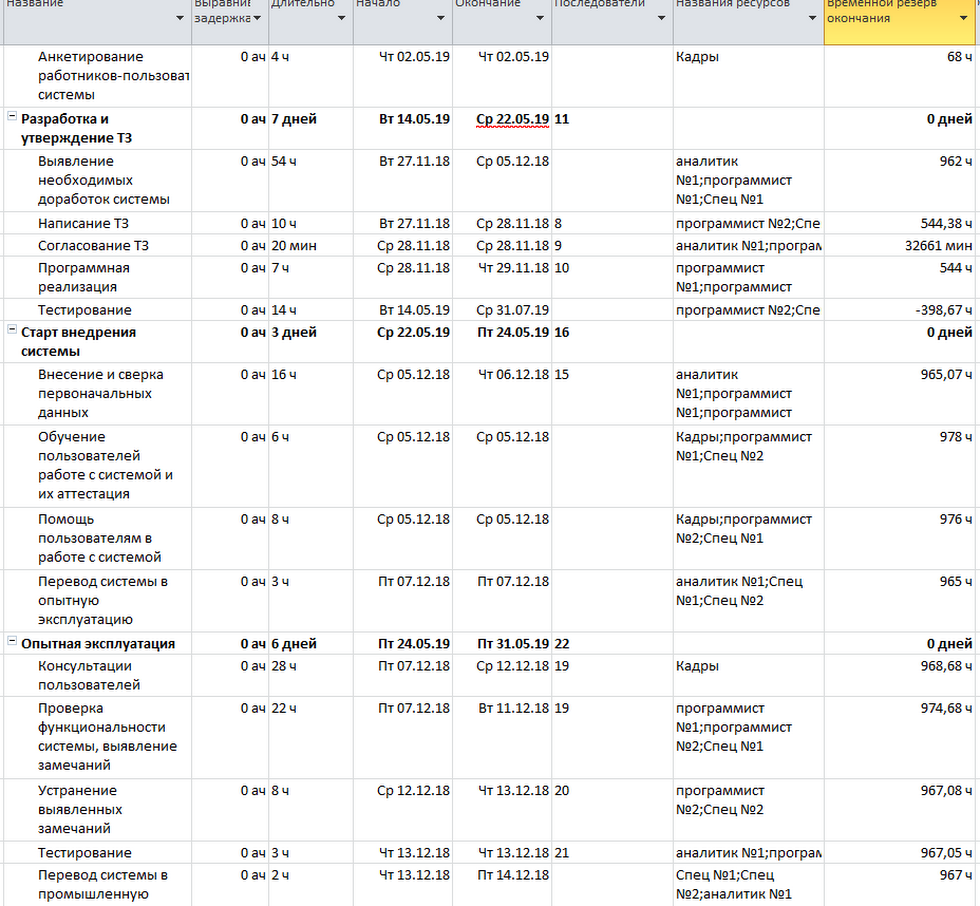 Название
Выравнив
задержка
Длительно
Начало
Окончание
Последователи
Названия ресурсов
Временной резерв
окончания
Анкетирование
работников-пользоват
системы
0 ач
4 ч
Чт 02.05.19
Чт 02.05.19
Кадры
68 ч
Разработка и
утверждение ТЗ
0 ач
7 дней
Вт 14.05.19
Ср 22.05.19
11
0 дней
Выявление
необходимых
доработок системы
0 ач
54 ч
Вт 27.11.18
Ср 05.12.18
аналитик
№1;программист
№1;Спец №1
962 ч
Написание ТЗ
0 ач
10 ч
Вт 27.11.18
Ср 28.11.18
8
программист №2;Спе
544,38 ч
Согласование ТЗ
0 ач
20 мин
Ср 28.11.18
Ср 28.11.18
9
аналитик №1;програм
32661 мин
Программная
реализация
0 ач
7 ч
Ср 28.11.18
Чт 29.11.18
10
программист
№1;программист
544 ч
Тестирование
0 ач
14 ч
Вт 14.05.19
Ср 31.07.19
программист №2;Спе
-398,67 ч
Старт внедрения
системы
0 ач
3 дней
Ср 22.05.19
Пт 24.05.19
16
0 дней
Внесение и сверка
первоначальных
данных
0 ач
16 ч
Ср 05.12.18
Чт 06.12.18
15
аналитик
№1;программист
№1;программист
965,07 ч
Обучение
пользователей
работе с системой и
их аттестация
0 ач
6 ч
Ср 05.12.18
Ср 05.12.18
Кадры;программист
№1;Спец №2
978 ч
Помощь
пользователям в
работе с системой
0 ач
8 ч
Ср 05.12.18
Ср 05.12.18
Кадры;программист
№2;Спец №1
976 ч
Перевод системы в
опытную
эксплуатацию
0 ач
3 ч
Пт 07.12.18
Пт 07.12.18
аналитик №1;Спец
№1;Спец №2
965 ч
Опытная эксплуатация
0 ач
6 дней
Пт 24.05.19
Пт 31.05.19
22
0 дней
Консультации
пользователей
0 ач
28 ч
Пт 07.12.18
Ср 12.12.18
19
Кадры
968,68 ч
Проверка
функциональности
системы, выявление
замечаний
0 ач
22 ч
Пт 07.12.18
Вт 11.12.18
19
программист
№1;программист
№2;Спец №1
974,68 ч
Устранение
выявленных
замечаний
0 ач
8 ч
Ср 12.12.18
Чт 13.12.18
20
программист
№2;Спец №2
967,08 ч
Тестирование
0 ач
3 ч
Чт 13.12.18
Чт 13.12.18
21
аналитик №1;програм
967,05 ч
Перевод системы в
промышленную
0 ач
2 ч
Чт 13.12.18
Пт 14.12.18
Спец №1;Спец
№2;аналитик №1
967 ч